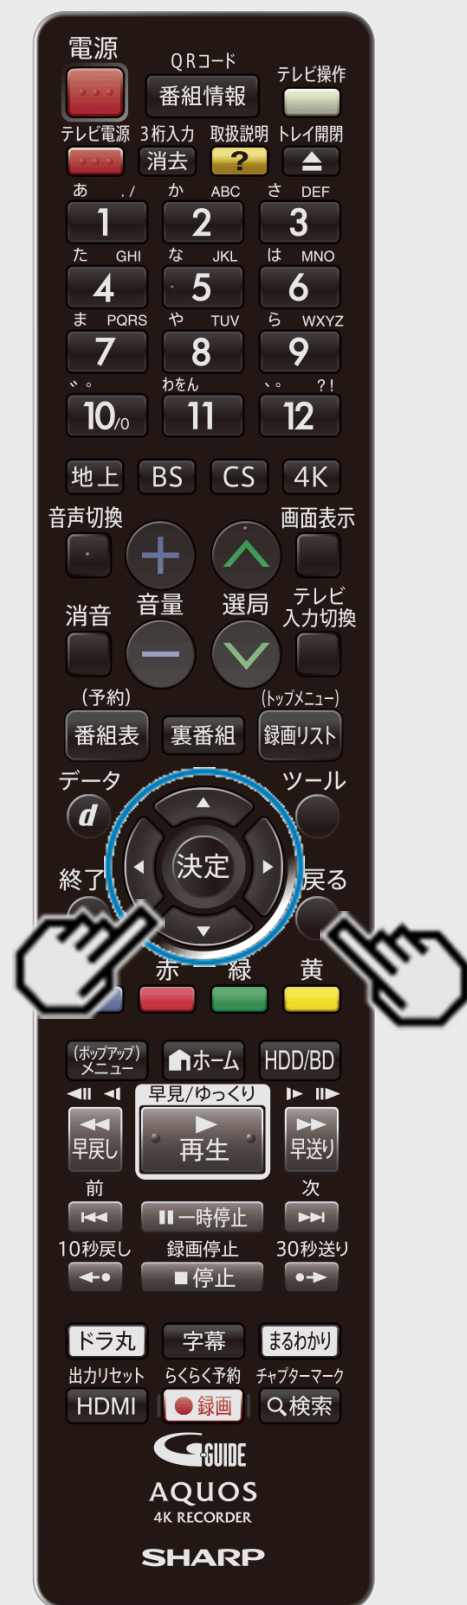 電源
QRコード
番組情報
テレビ操作
テレビ電源 3桁入力 取扱説明 トレイ開閉
消去 ?
あ ./ か ABC さ DEF
1 2 3
た GHI な JKL は MNO
4 5 6
ま PQRS や TUV ら WXYZ
7 8 9
゛゜ わをん 、。 ?!
10/0 11 12
地上 BS CS 4K
音声切換 画面表示
+
消音 音量 選局 テレビ
入力切換
−
(予約) (トップメニュー)
番組表 裏番組 録画リスト
データ ツール
d
決定
終了 戻る
赤 緑 黄
(ポップアップ)
メニュー
ホーム HDD/BD
早見/ゆっくり
早戻し 再生 早送り
前 次
一時停止
10秒戻し 録画停止 30秒送り
停止
ドラ丸 字幕 まるわかり
出力リセット らくらく予約 チャプターマーク
HDMI 録画 検索
G-GUIDE
AQUOS
4K RECORDER
SHARP